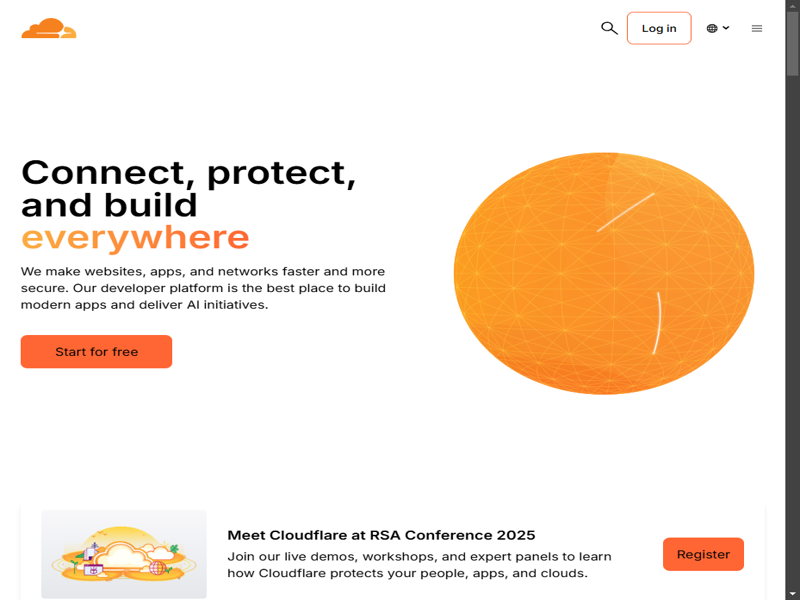 Log in
Connect, protect,
and build
everywhere
We make websites, apps, and networks faster and more
secure. Our developer platform is the best place to build
modern apps and deliver AI initiatives.
Start for free
Meet Cloudflare at RSA Conference 2025
Join our live demos, workshops, and expert panels to learn
how Cloudflare protects your people, apps, and clouds.
Register